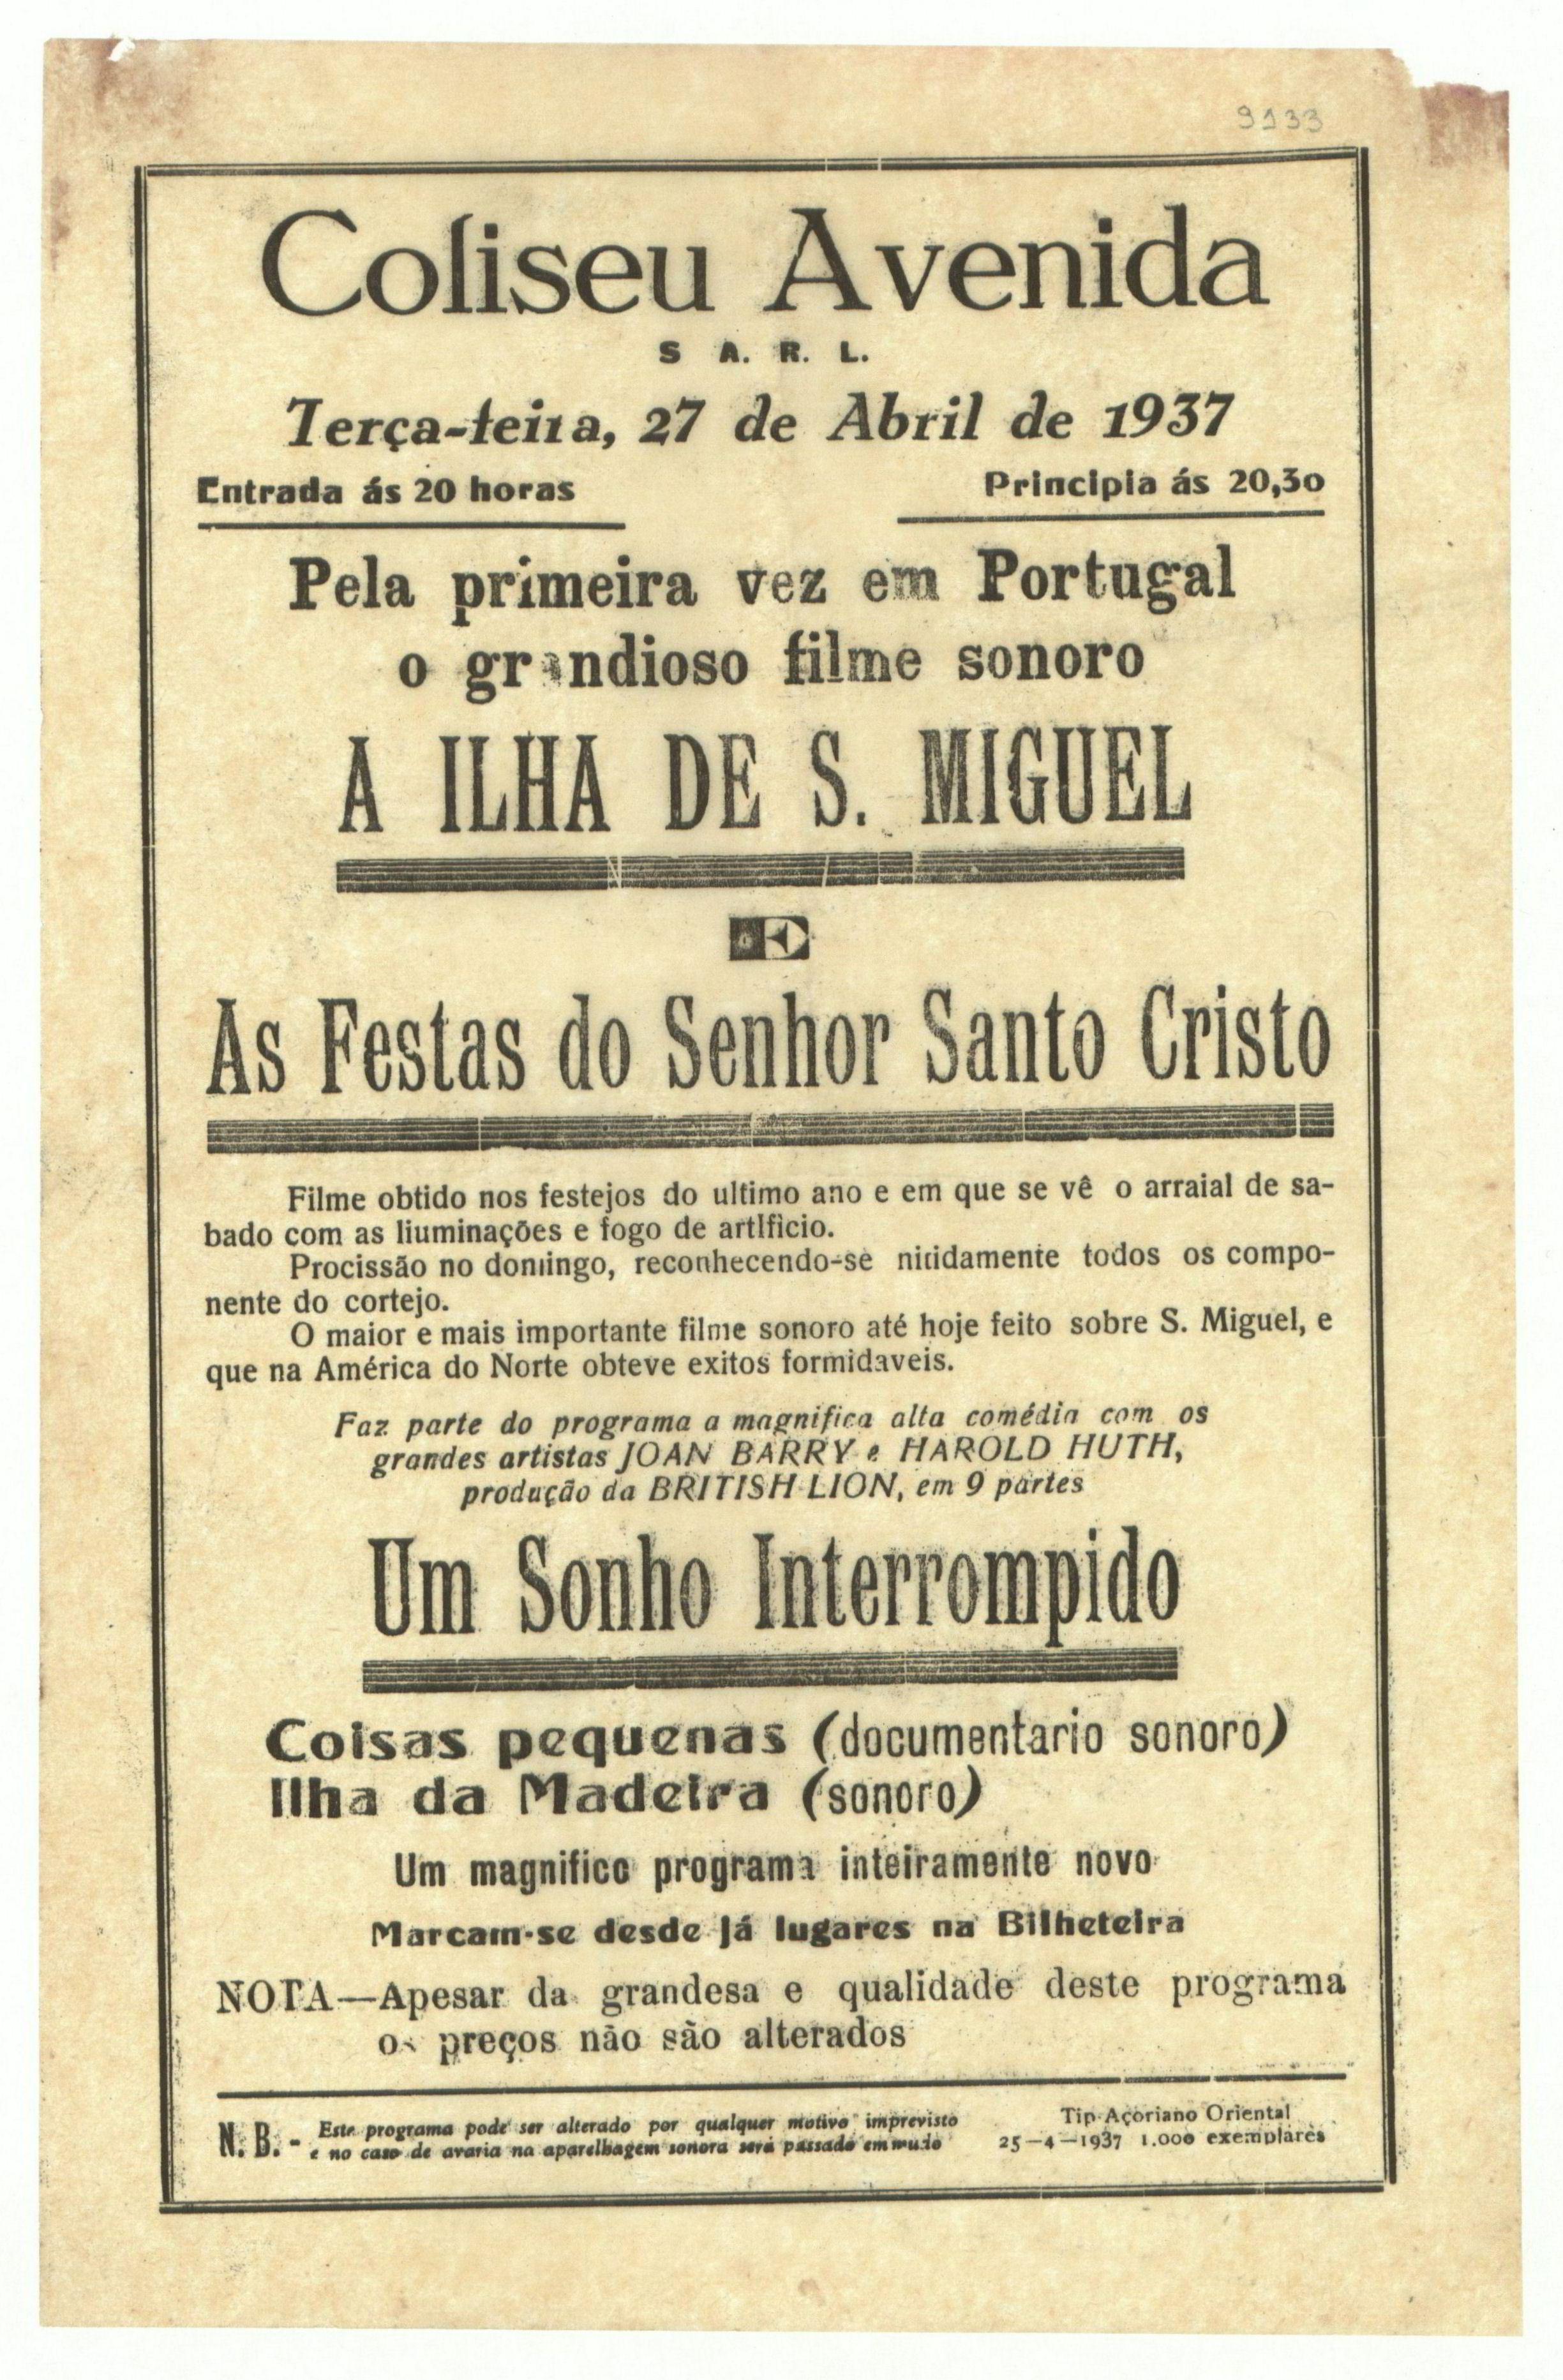 9133
Coliseu Avenida
S A. R. L.
Terça-feira, 27 de Abril de 1937
Entrada ás 20 horas
Principia ás 20,30
Pela primeira vez em Portugal
o grandioso filme sonoro
A ILHA DE S. MIGUEL
E
As Festas do Senhor Santo Cristo
Filme obtido nos festejos do ultimo ano e em que se vê o arraial de sa-
bado com as liuminações e fogo de artificio.
Procissão no domingo, reconhecendo-se nitidamente todos os compo-
nente do cortejo.
O maior e mais importante filme sonoro até hoje feito sobre S. Miguel, e
que na América do Norte obteve exitos formidaveis.
Faz parte do programa a magnifica alta comédia com os
grandes artistas JOAN BARRY e HAROLD HUTH,
produção da BRITISH LION, em 9 partes
Um Sonho Interrompido
Coisas pequenas (documentario sonoro)
Ilha da Madeira (sonoro)
Um magnifico programa inteiramente novo
Marcam-se desde já lugares na Bilheteira
NOTA—Apesar da grandesa e qualidade deste programa
os preços não são alterados
N. B. - Este programa pode ser alterado por qualquer motivo imprevisto
e no caso de avaria na aparelhagem sonora será passado em mudo
Tip. Açoriano Oriental
25—4—1937 1.000 exemplares